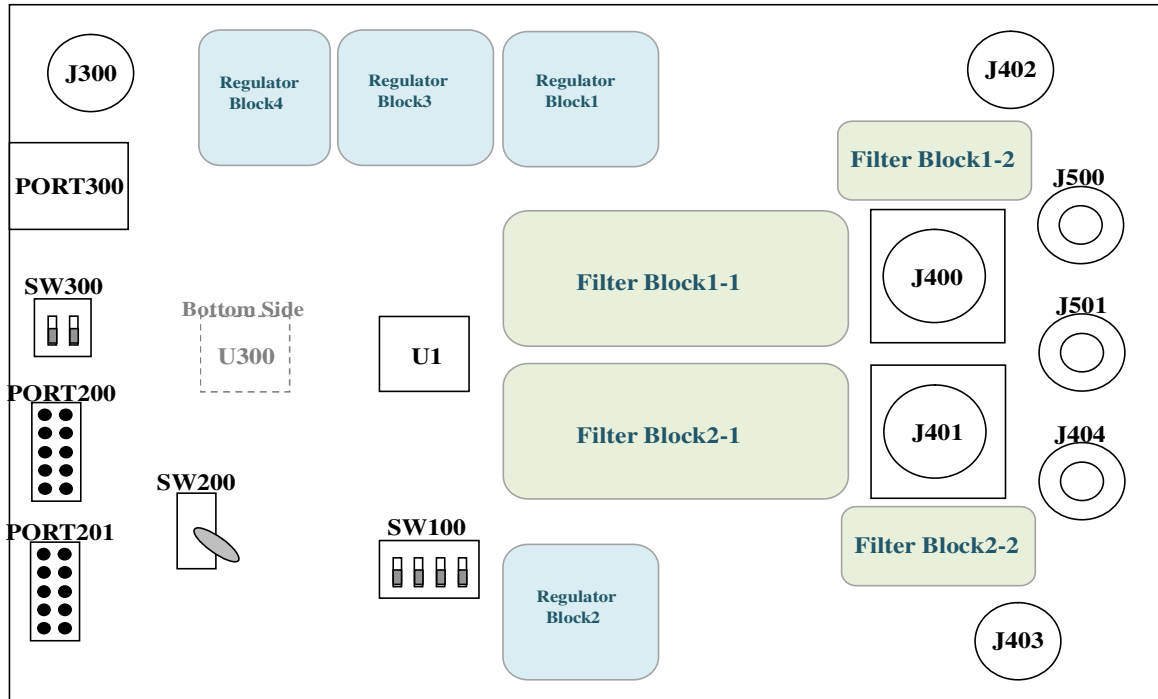 J300
Regulator
Block4
Regulator
Block3
Regulator
Block1
J402
PORT300
Filter Block1-2
J500
SW300
Bottom Side
U300
U1
Filter Block1-1
J400
J501
PORT200
Filter Block2-1
J401
J404
SW200
PORT201
SW100
Filter Block2-2
Regulator
Block2
J403